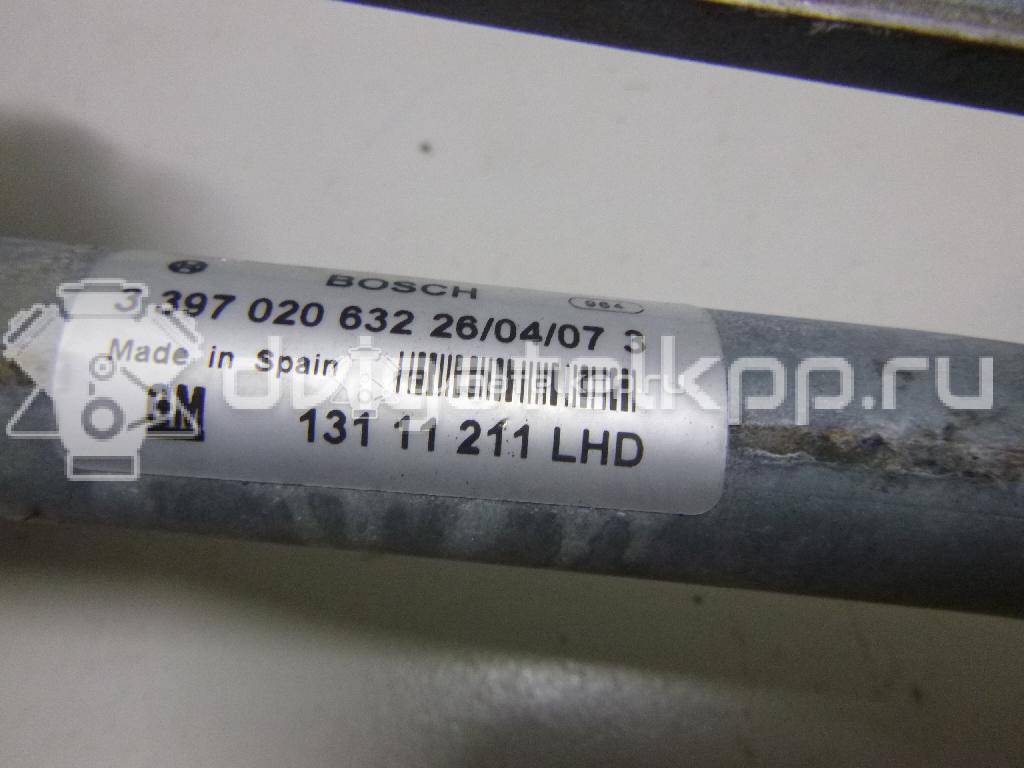 BOSCH 964
3 397 020 632 26/04/07 3
Made in Spain
GM 131 11 211 LHD
dvigatelkpp.ru